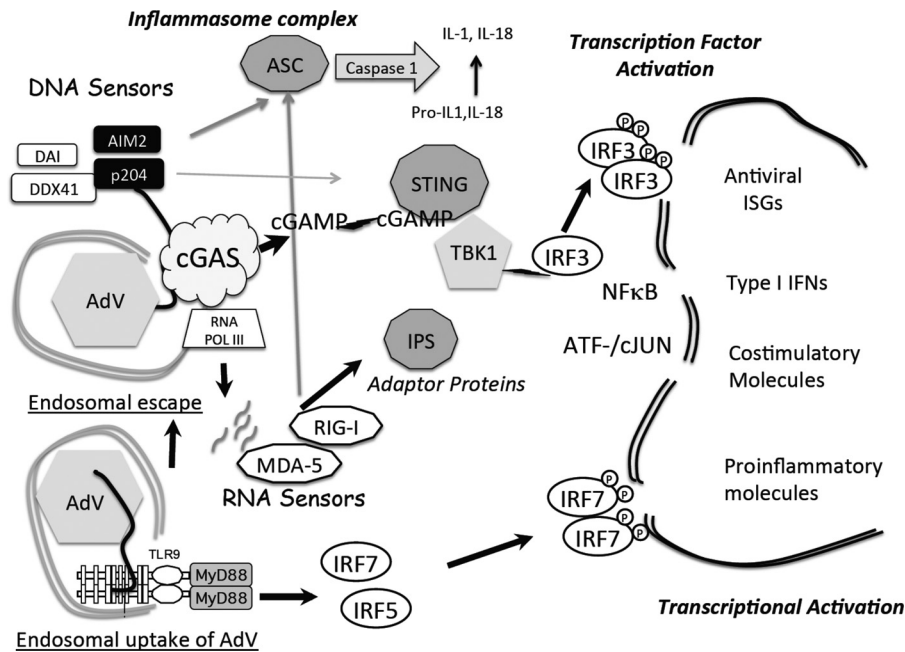 Inflammasome complex
IL-1, IL-18
ASC
Caspase 1
Pro-IL1,IL-18
Transcription Factor
Activation
DNA Sensors
AIM2
DAI
p204
DDX41
STING
cGAMP
cGAMP
TBK1
cGAS
AdV
RNA
POL III
P
P
IRF3
P
P
IRF3
IRF3
Antiviral
ISGs
NFκB
Type I IFNs
ATF-/cJUN
Costimulatory
Molecules
IPS
Adaptor Proteins
Endosomal escape
RIG-I
MDA-5
RNA Sensors
Proinflammatory
molecules
AdV
TLR9
MyD88
MyD88
IRF7
IRF5
P
IRF7
P
P
IRF7
P
Transcriptional Activation
Endosomal uptake of AdV